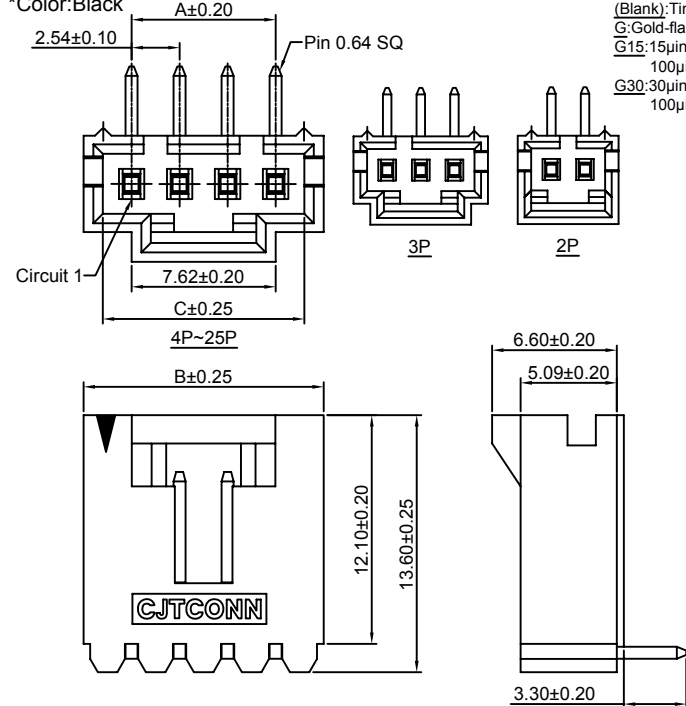 *Color:Black
A±0.20
2.54±0.10
Pin 0.64 SQ
(Blank):Tin
G:Gold-fla
G15:15μin
100μi
G30:30μin
100μ
Circuit 1
7.62±0.20
C±0.25
4P~25P
3P
2P
B±0.25
6.60±0.20
5.09±0.20
12.10±0.20
13.60±0.25
CJTCONN
3.30±0.20